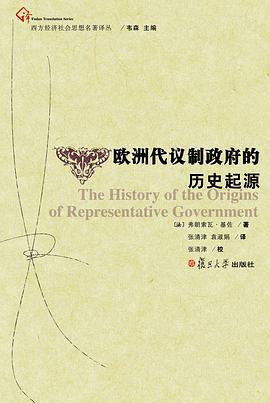 译
Fudan Translation Series
西方经济社会思想名著译丛 / 韦森 主编
欧洲代议制政府的
历史起源
The History of the Origins
of Representative Government
[法] 弗朗索瓦·基佐 / 著
张清津 袁淑娟 / 译
张清津 / 校
復旦大學出版社